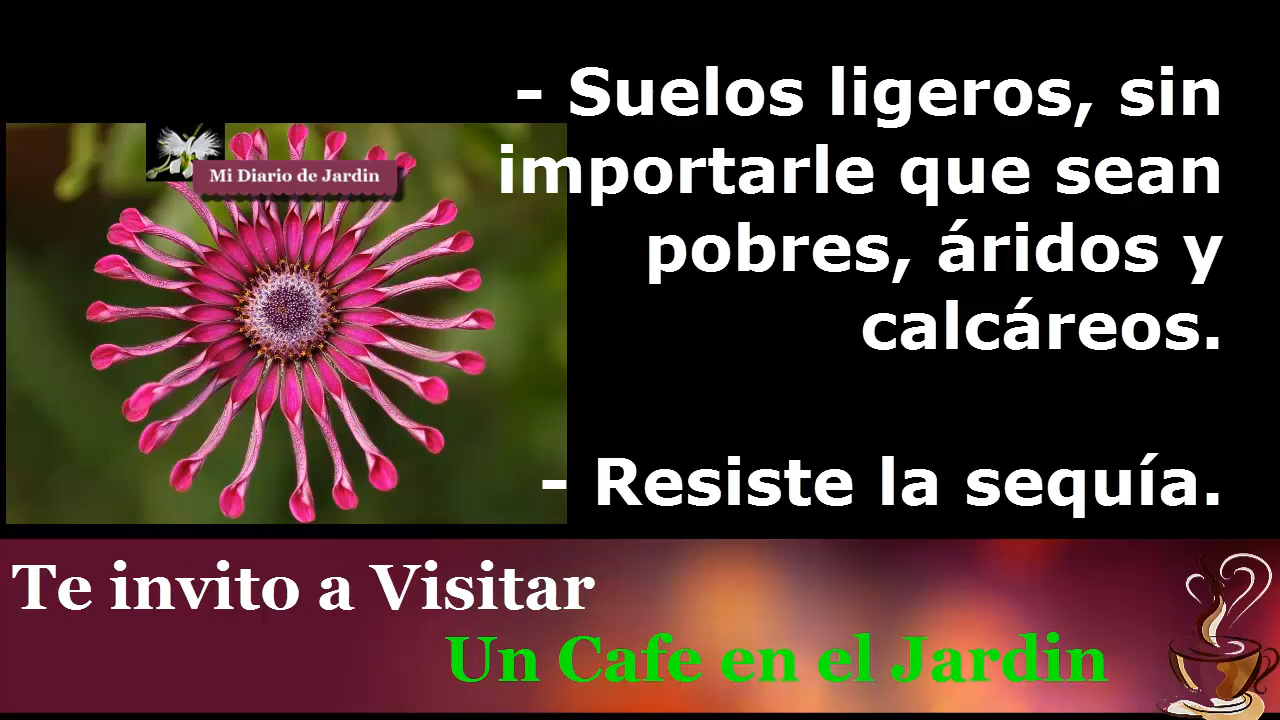 - Suelos ligeros, sin
importarle que sean
pobres, áridos y
calcáreos.
- Resiste la sequía.
Mi Diario de Jardin
Te invito a Visitar
Un Cafe en el Jardin